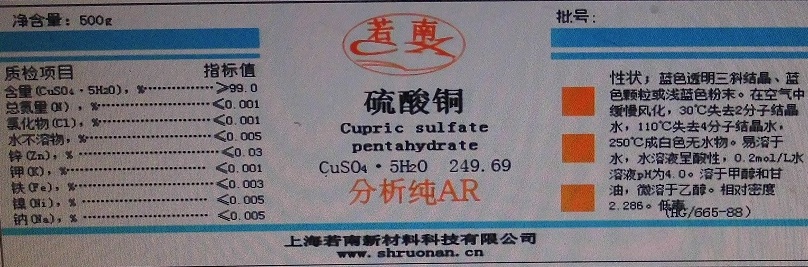 净含量：500g
质检项目 指标值
含量(CuSO₄·5H₂O)，% ≥99.0
总氮量(N)，% ≤0.001
氯化物(Cl)，% ≤0.001
水不溶物，% ≤0.005
锌(Zn)，% ≤0.03
钾(K)，% ≤0.001
铁(Fe)，% ≤0.003
镍(Ni)，% ≤0.005
钠(Na)，% ≤0.005
若南
硫酸铜
Cupric sulfate
pentahydrate
CuSO₄·5H₂O 249.69
分析纯AR
批号:
性状；蓝色透明三斜结晶、蓝
色颗粒或浅蓝色粉末。在空气中
缓慢风化，30℃失去2分子结晶
水，110℃失去4分子结晶水，
250℃成白色无水物。易溶于
水，水溶液呈酸性，0.2mol/L水
溶液pH为4.0。溶于甲醇和甘
油，微溶于乙醇。相对密度
2.286。低毒
(HG/665-88)
上海若南新材料科技有限公司
www.shruonan.cn